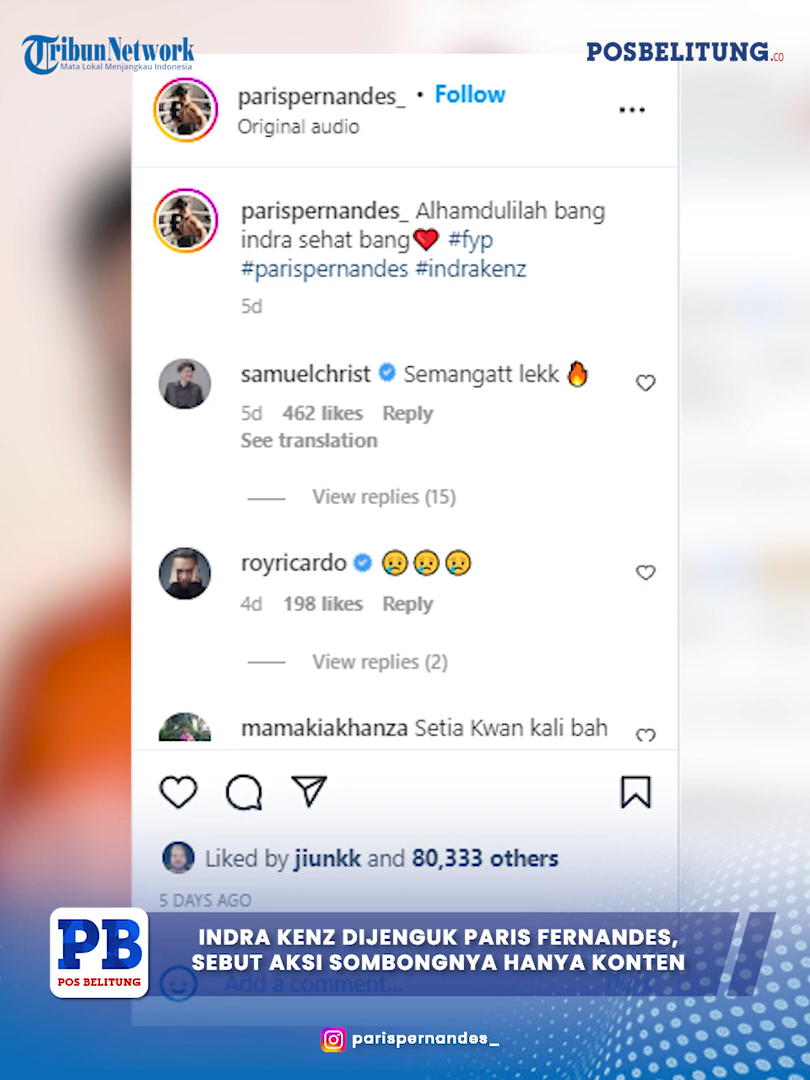 TribunNetwork
Mata Lokal Menjangkau Indonesia
POSBELITUNG.CO
parispernandes_ • Follow
Original audio
parispernandes_ Alhamdulilah bang
indra sehat bang❤️ #fyp
#parispernandes #indrakenz
5d
samuelchrist Semangatt lekk 🔥
5d 462 likes Reply
See translation
View replies (15)
royricardo 😥😥😥
4d 198 likes Reply
View replies (2)
mamakiakhanza Setia Kwan kali bah
Liked by jiunkk and 80,333 others
5 DAYS AGO
PB
POS BELITUNG
INDRA KENZ DIJENGUK PARIS FERNANDES,
SEBUT AKSI SOMBONGNYA HANYA KONTEN
Add a comment...
parispernandes_